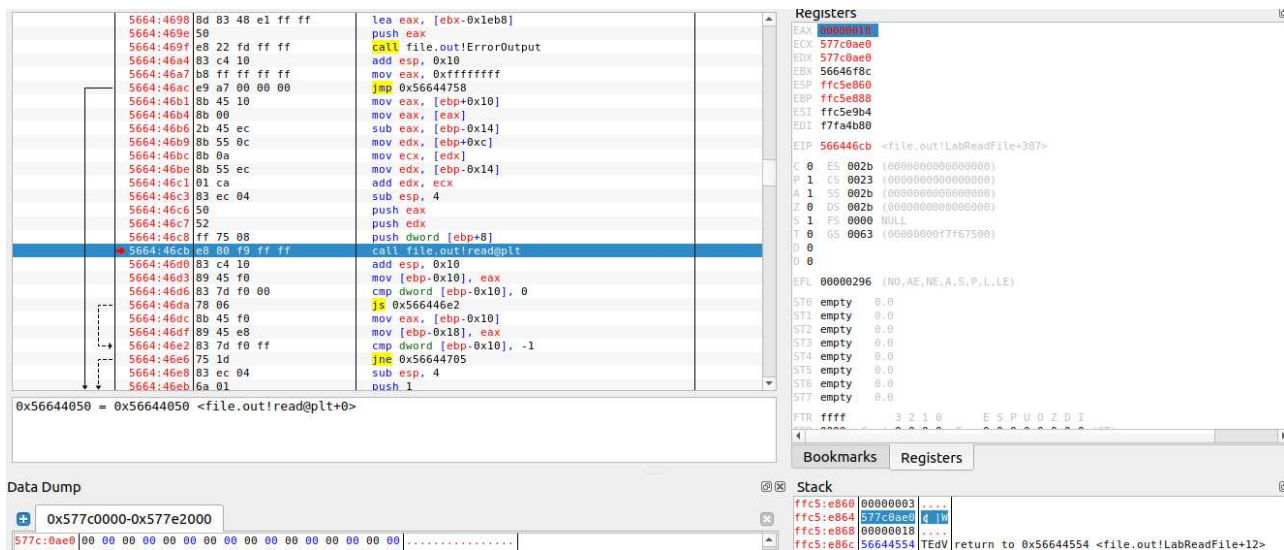 5664:4698 8d 83 48 e1 ff ff lea eax, [ebx-0x1eb8]
5664:469e 50 push eax
5664:469f e8 22 fd ff ff call file.out!ErrorOutput
5664:46a4 83 c4 10 add esp, 0x10
5664:46a7 b8 ff ff ff ff mov eax, 0xffffffff
5664:46ac e9 a7 00 00 00 jmp 0x56644758
5664:46b1 8b 45 10 mov eax, [ebp+0x10]
5664:46b4 8b 00 mov eax, [eax]
5664:46b6 2b 45 ec sub eax, [ebp-0x14]
5664:46b9 8b 55 0c mov edx, [ebp+0xc]
5664:46bc 8b 0a mov ecx, [edx]
5664:46be 8b 55 ec mov edx, [ebp-0x14]
5664:46c1 01 ca add edx, ecx
5664:46c3 83 ec 04 sub esp, 4
5664:46c6 50 push eax
5664:46c7 52 push edx
5664:46c8 ff 75 08 push dword [ebp+8]
5664:46cb e8 80 f9 ff ff call file.out!read@plt
5664:46d0 83 c4 10 add esp, 0x10
5664:46d3 89 45 f0 mov [ebp-0x10], eax
5664:46d6 83 7d f0 00 cmp dword [ebp-0x10], 0
5664:46da 78 06 js 0x566446e2
5664:46dc 8b 45 f0 mov eax, [ebp-0x10]
5664:46df 89 45 e8 mov [ebp-0x18], eax
5664:46e2 83 7d f0 ff cmp dword [ebp-0x10], -1
5664:46e6 75 1d jne 0x56644705
5664:46e8 83 ec 04 sub esp, 4
5664:46eb 6a 01 push 1
0x56644050 = 0x56644050 <file.out!read@plt+0>
Registers
EAX 00000018
ECX 577c0ae0
EDX 577c0ae0
EBX 56646f8c
ESP ffc5e860
EBP ffc5e888
ESI ffc5e9b4
EDI f7fa4b80
EIP 566446cb <file.out!LabReadFile+387>
C 0 ES 002b (0000000000000000)
P 1 CS 0023 (0000000000000000)
A 1 SS 002b (0000000000000000)
Z 0 DS 002b (0000000000000000)
S 1 FS 0000 NULL
T 0 GS 0063 (00000000f7f67500)
D 0
O 0
EFL 00000296 (NO,AE,NE,A,S,P,L,LE)
ST0 empty 0.0
ST1 empty 0.0
ST2 empty 0.0
ST3 empty 0.0
ST4 empty 0.0
ST5 empty 0.0
ST6 empty 0.0
ST7 empty 0.0
FTR ffff 3 2 1 0 E S P U O Z D I
Bookmarks Registers
Data Dump
0x577c0000-0x577e2000
577c:0ae0 00 00 00 00 00 00 00 00 00 00 00 00 00 00 00 00 ................
Stack
ffc5:e860 00000003 ....
ffc5:e864 577c0ae0 |W
ffc5:e868 00000018 ....
ffc5:e86c 56644554 TEdV return to 0x56644554 <file.out!LabReadFile+12>